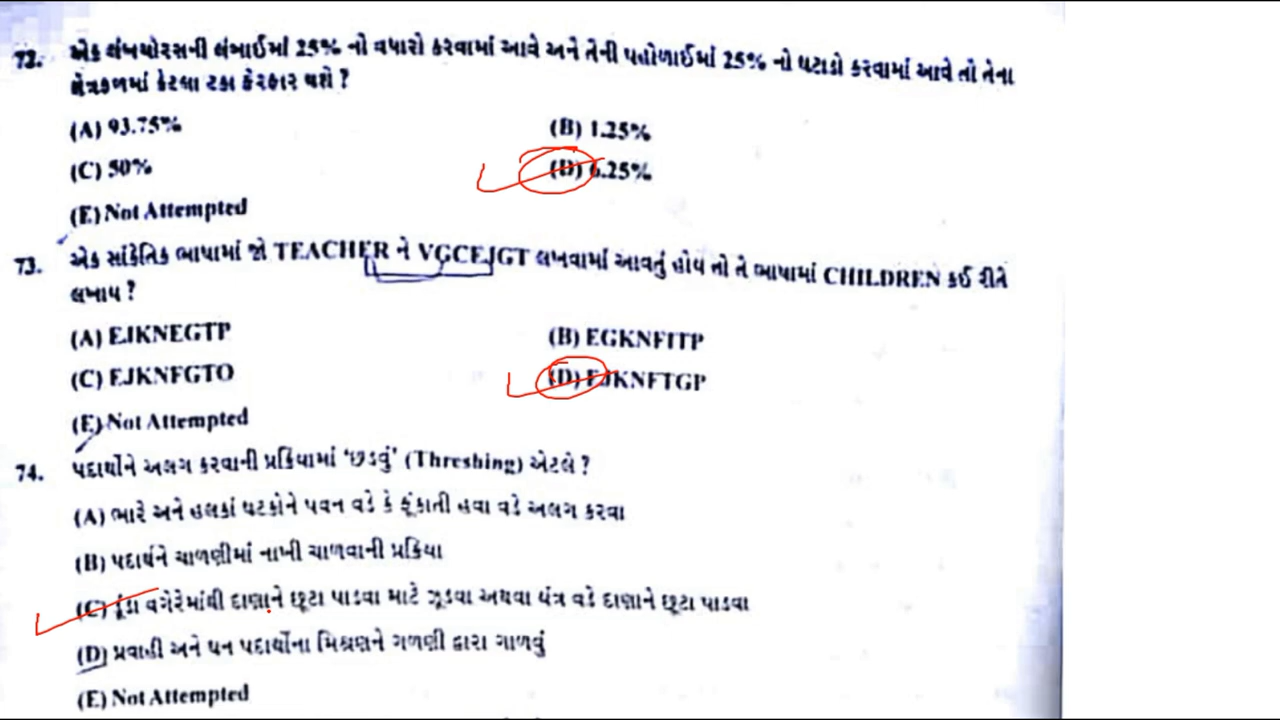 72. એક લંબચોરસની લંબાઈમાં 25% નો વધારો કરવામાં આવે અને તેની પહોળાઈમાં 25% નો ઘટાડો કરવામાં આવે તો તેના
ક્ષેત્રફળમાં કેટલા ટકા ફેરફાર થશે ?
(A) 93.75% (B) 1.25%
(C) 50% (D) 6.25%
(E) Not Attempted
73. એક સાંકેતિક ભાષામાં જો TEACHER ને VGCEJGT લખવામાં આવતું હોય તો તે ભાષામાં CHILDREN કઈ રીતે
લખાય ?
(A) EJKNEGTP (B) EGKNFITP
(C) EJKNFGTO (D) EJKNFTGP
(E) Not Attempted
74. પદાર્થોને અલગ કરવાની પ્રક્રિયામાં ‘છડવું’ (Threshing) એટલે ?
(A) ભારે અને હલકાં ઘટકોને પવન વડે કે ફૂંકાતી હવા વડે અલગ કરવા
(B) પદાર્થને ચાળણીમાં નાખી ચાળવાની પ્રક્રિયા
(C) ડૂંડા વગેરેમાંથી દાણાને છૂટા પાડવા માટે ઝૂડવા અથવા યંત્ર વડે દાણાને છૂટા પાડવા
(D) પ્રવાહી અને ઘન પદાર્થોના મિશ્રણને ગળણી દ્વારા ગાળવું
(E) Not Attempted